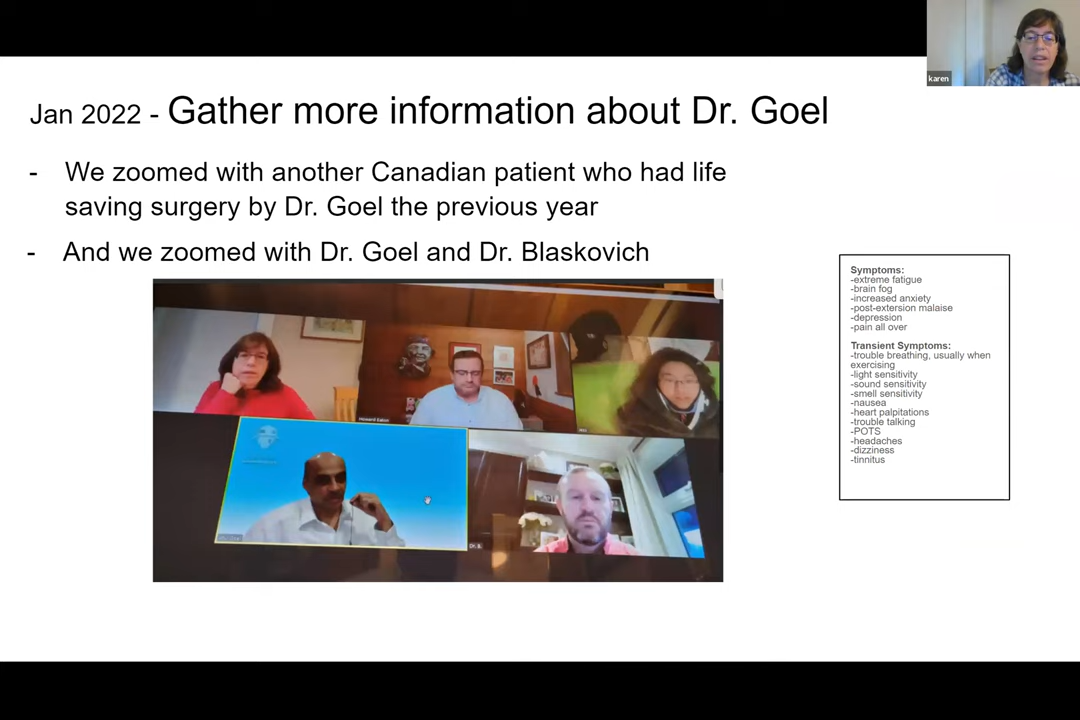 karen
Jan 2022 - Gather more information about Dr. Goel
- We zoomed with another Canadian patient who had life
saving surgery by Dr. Goel the previous year
- And we zoomed with Dr. Goel and Dr. Blaskovich
Symptoms:
-extreme fatigue
-brain fog
-increased anxiety
-post-extersion malaise
-depression
-pain all over
Transient Symptoms:
-trouble breathing, usually when
exercising
-light sensitivity
-sound sensitivity
-smell sensitivity
-nausea
-heart palpitations
-trouble talking
-POTS
-headaches
-dizziness
-tinnitus